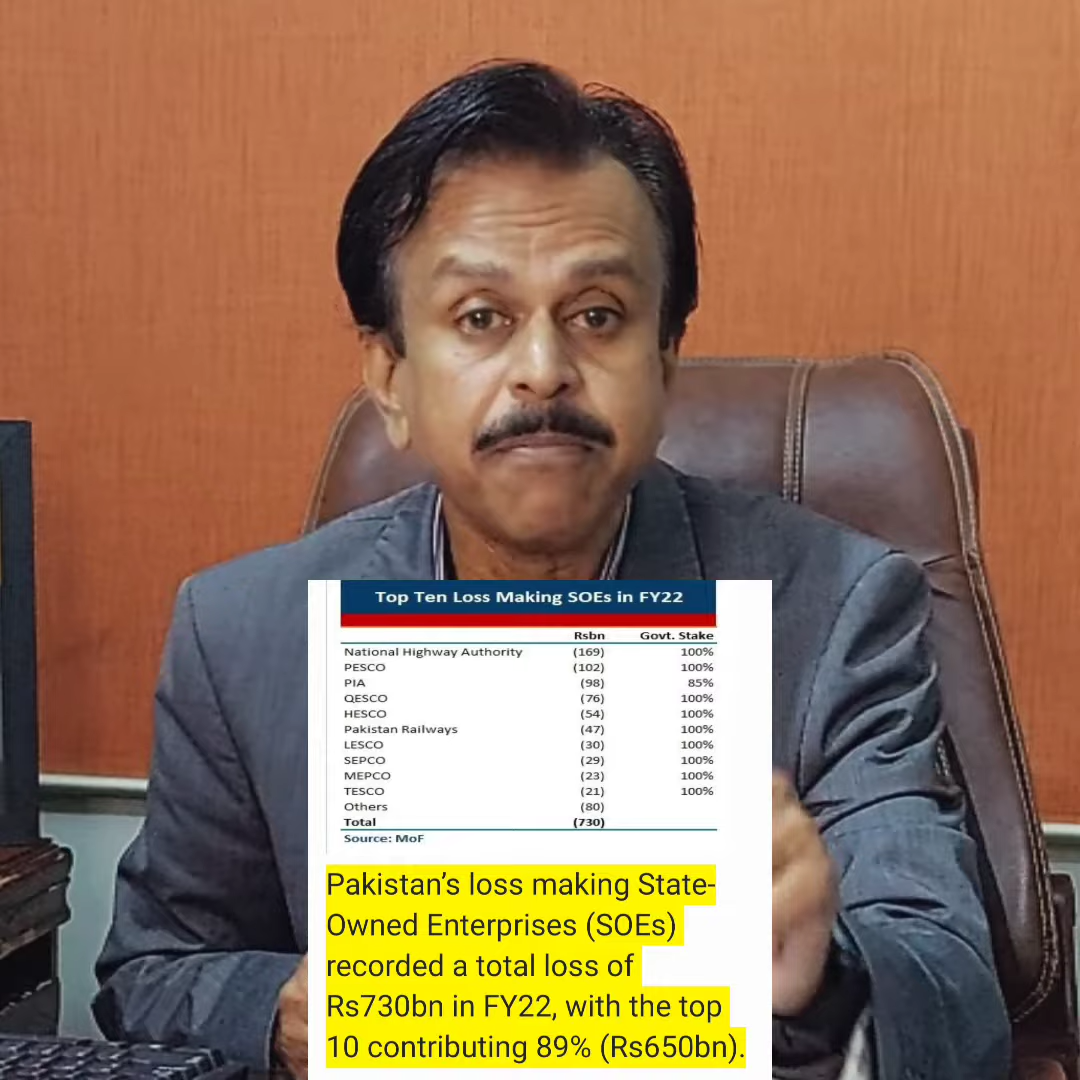 Top Ten Loss Making SOEs in FY22
Rsbn Govt. Stake
National Highway Authority (169) 100%
PESCO (102) 100%
PIA (98) 85%
QESCO (76) 100%
HESCO (54) 100%
Pakistan Railways (47) 100%
LESCO (30) 100%
SEPCO (29) 100%
MEPCO (23) 100%
TESCO (21) 100%
Others (80)
Total (730)
Source: MoF
Pakistan’s loss making State-
Owned Enterprises (SOEs)
recorded a total loss of
Rs730bn in FY22, with the top
10 contributing 89% (Rs650bn).